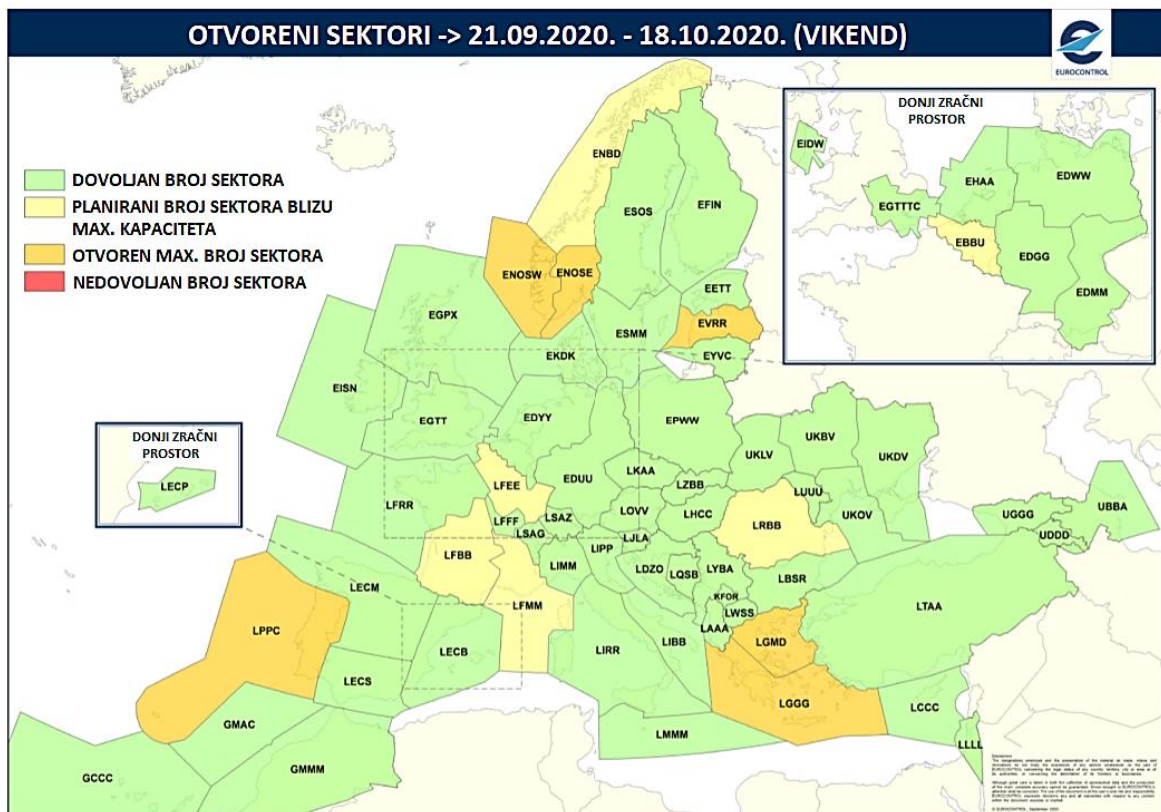 OTVORENI SEKTORI -> 21.09.2020. - 18.10.2020. (VIKEND)
EUROCONTROL
DOVOLJAN BROJ SEKTORA
PLANIRANI BROJ SEKTORA BLIZU
MAX. KAPACITETA
OTVOREN MAX. BROJ SEKTORA
NEDOVOLJAN BROJ SEKTORA
DONJI ZRAČNI
PROSTOR
EIDW
EHAA
EDWW
EGTTTC
EBBU
EDGG
EDMM
ENBD
ESOS
EFIN
ENOSW
ENOSE
EETT
EGPX
EVRR
ESMM
EKDK
EYVC
EISN
EGTT
EDYY
EPWW
UKBV
UKLV
UKDV
DONJI ZRAČNI
PROSTOR
LECP
LFEE
EDUU
LKAA
LZBB
LUUU
LFRR
LFFF
LSAZ
LOVV
LHCC
UKOV
LRBB
UGGG
UBBA
UDDD
LSAG
LJLA
LIPP
LFBB
LIMM
LDZO
LQSB
LYBA
LBSR
LECM
KFOR
LWSS
LFMM
LAAA
LTAA
LPPC
LECB
LIRR
LIBB
LGMD
LECS
LGGG
LCCC
GMAC
LMMM
LLLL
GCCC
GMMM